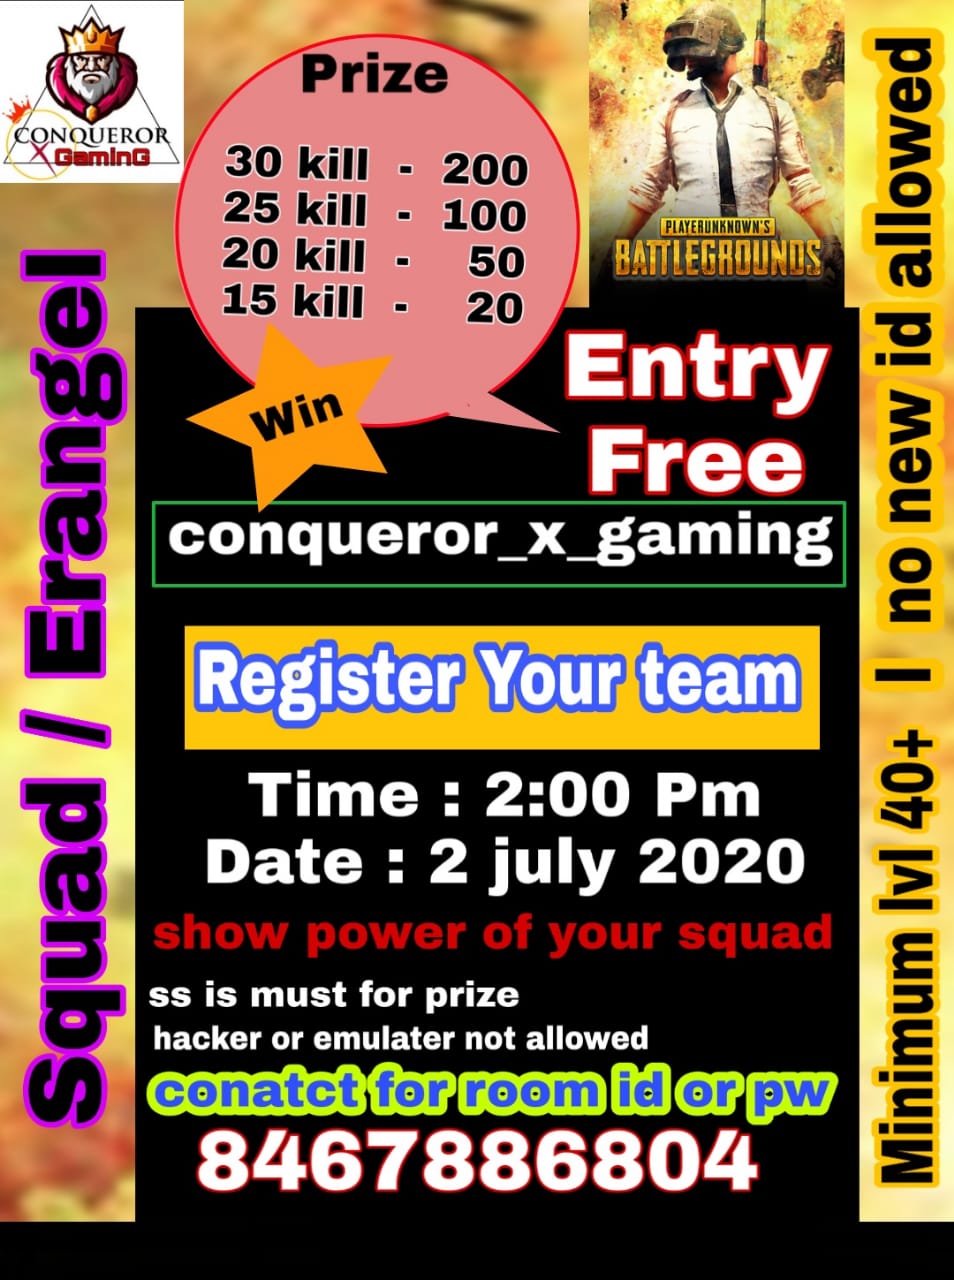 CONQUEROR
X GaminG
Prize
30 kill - 200
25 kill - 100
20 kill - 50
15 kill - 20
Win
PLAYERUNKNOWN'S
BATTLEGROUNDS
Entry
Free
conqueror_x_gaming
Register Your team
Time : 2:00 Pm
Date : 2 july 2020
show power of your squad
ss is must for prize
hacker or emulater not allowed
conatct for room id or pw
8467886804
Squad / Erangel
Minimum lvl 40+ I no new id allowed